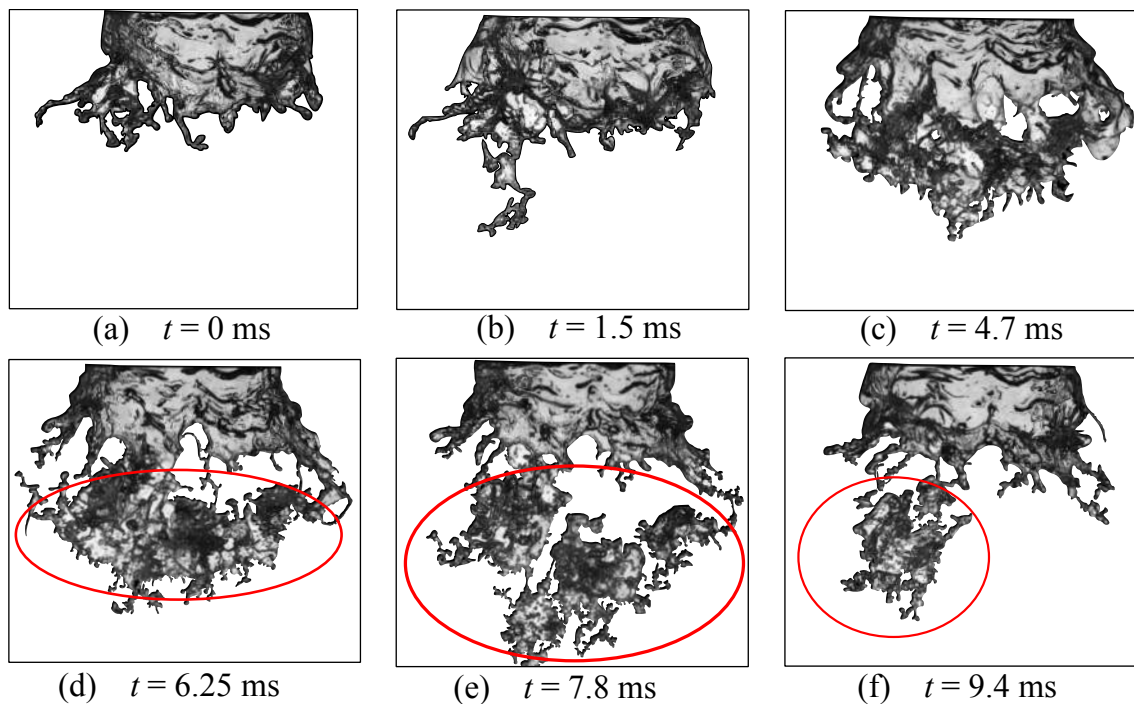 (a) t = 0 ms
(b) t = 1.5 ms
(c) t = 4.7 ms
(d) t = 6.25 ms
(e) t = 7.8 ms
(f) t = 9.4 ms